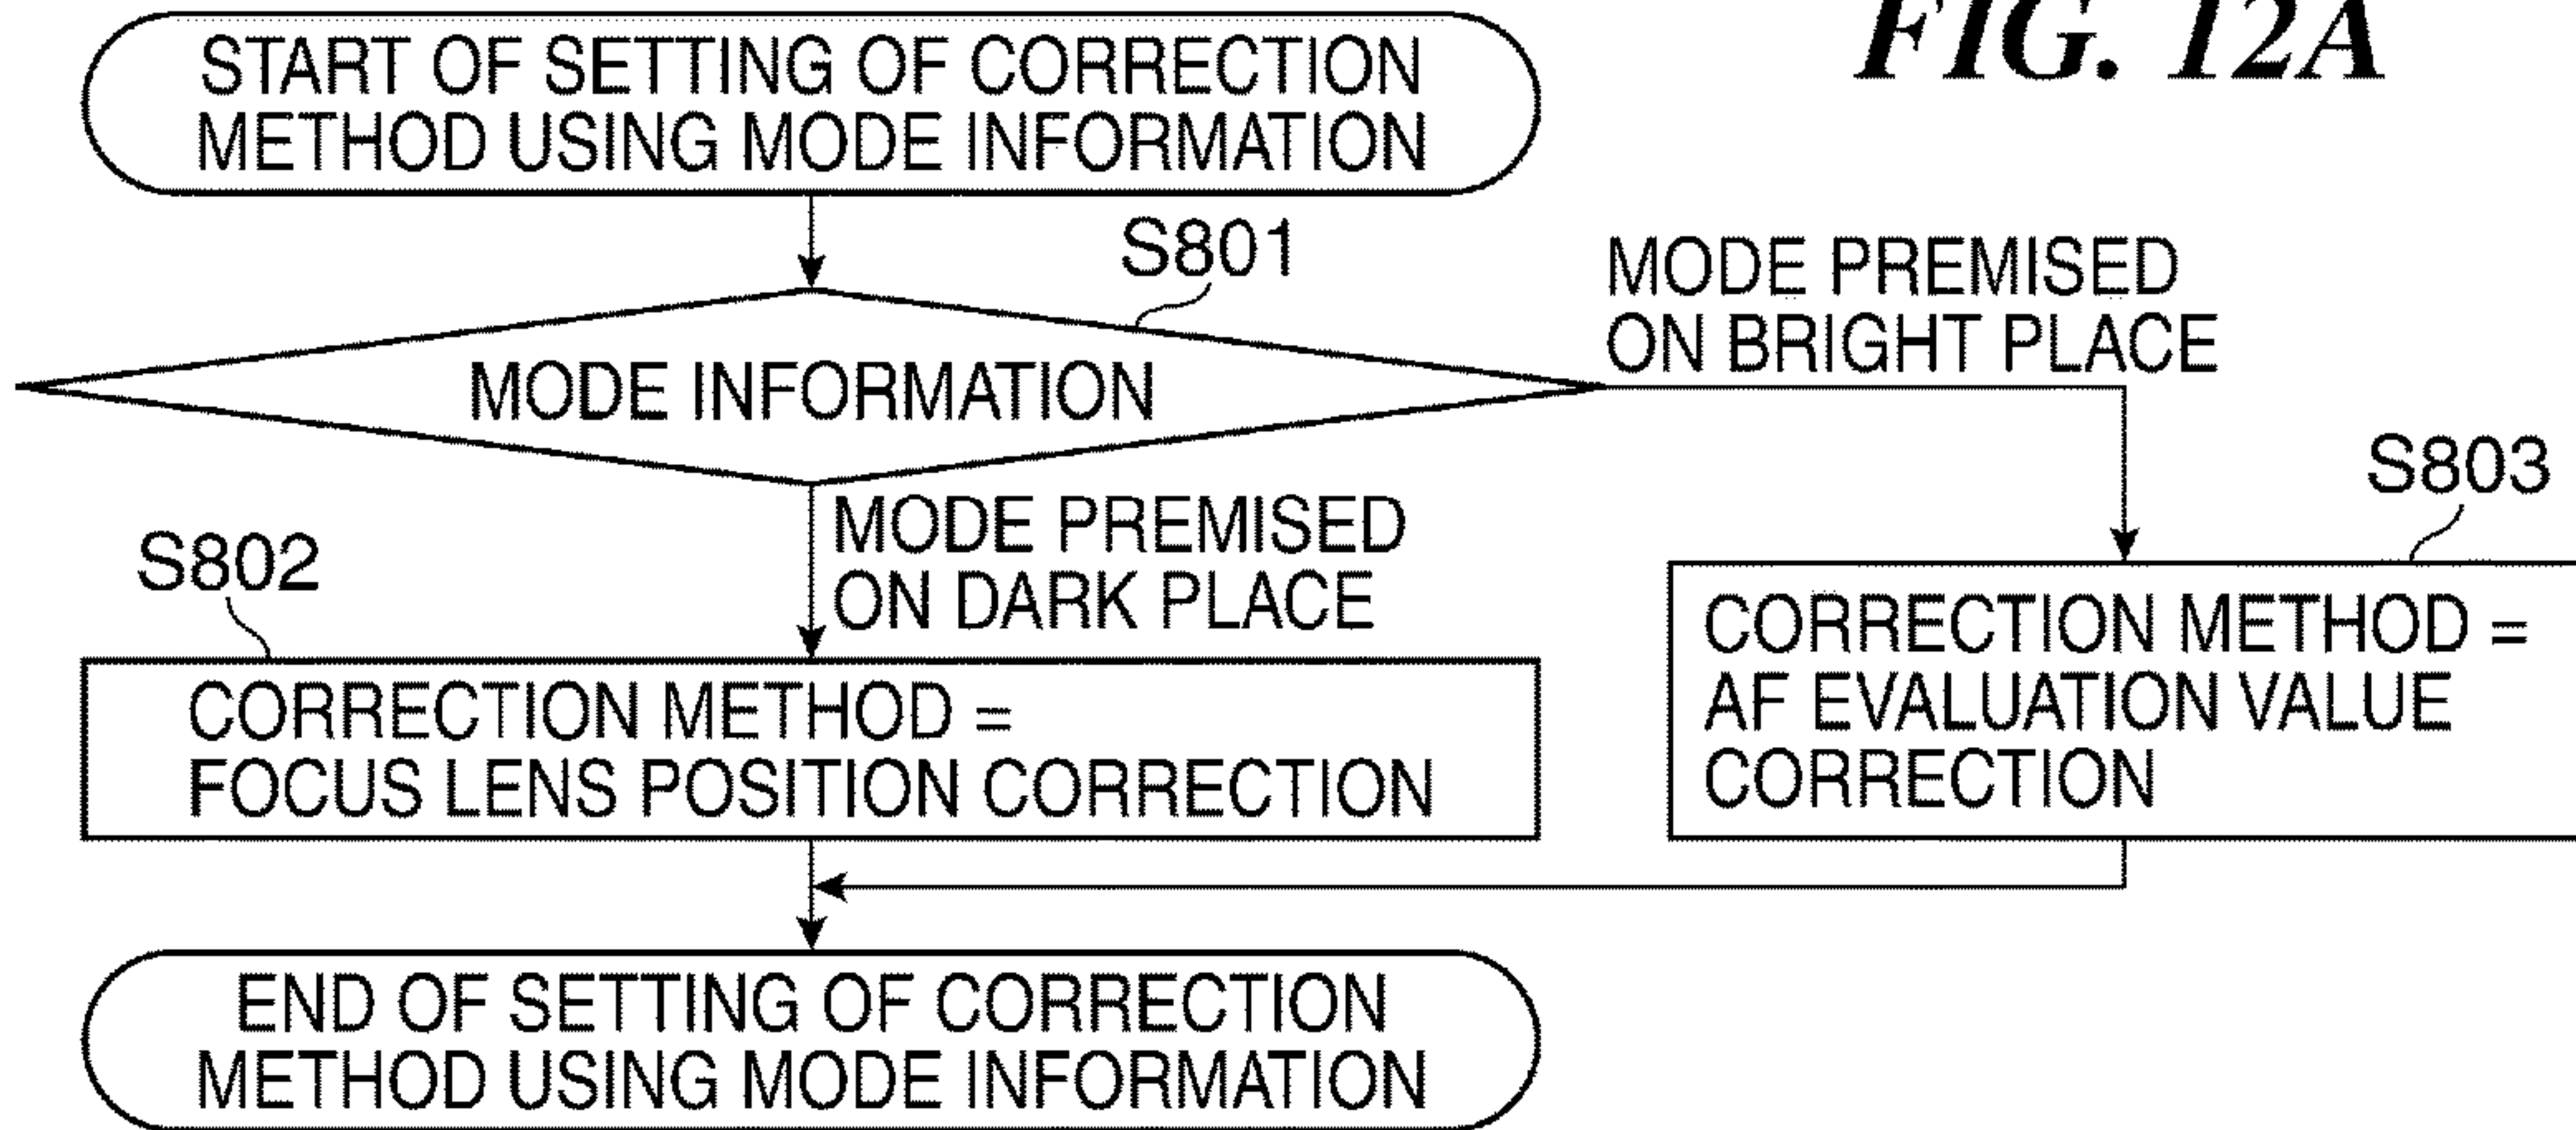 FIG. 12A
START OF SETTING OF CORRECTION
METHOD USING MODE INFORMATION
S801
MODE INFORMATION
MODE PREMISED
ON BRIGHT PLACE
MODE PREMISED
ON DARK PLACE
S802
CORRECTION METHOD =
FOCUS LENS POSITION CORRECTION
S803
CORRECTION METHOD =
AF EVALUATION VALUE
CORRECTION
END OF SETTING OF CORRECTION
METHOD USING MODE INFORMATION